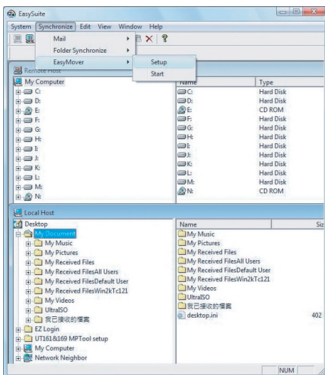 EasySuite
System Synchronize Edit View Window Help
Mail
Folder Synchronize
EasyMover
Setup
Start
Remote Host
My Computer
C:
D:
E:
F:
G:
H:
I:
J:
K:
L:
M:
N:
Name Type
C: Hard Disk
D: Hard Disk
E: CD ROM
F: Hard Disk
G: Hard Disk
H: Hard Disk
I: Hard Disk
J: Hard Disk
K: Hard Disk
L: Hard Disk
M: Hard Disk
N: CD ROM
Local Host
Desktop
My Document
My Music
My Pictures
My Received Files
My Received FilesAll Users
My Received FilesDefault User
My Received FilesWin2kTc121
My Videos
UltraISO
我已接收的檔案
EZ Login
UT161&169 MPTool setup
My Computer
Network Neighbor
Name Siz
My Music
My Pictures
My Received Files
My Received FilesAll Users
My Received FilesDefault User
My Received FilesWin2kTc121
My Videos
UltraISO
我已接收的檔案
desktop.ini 402
NUM